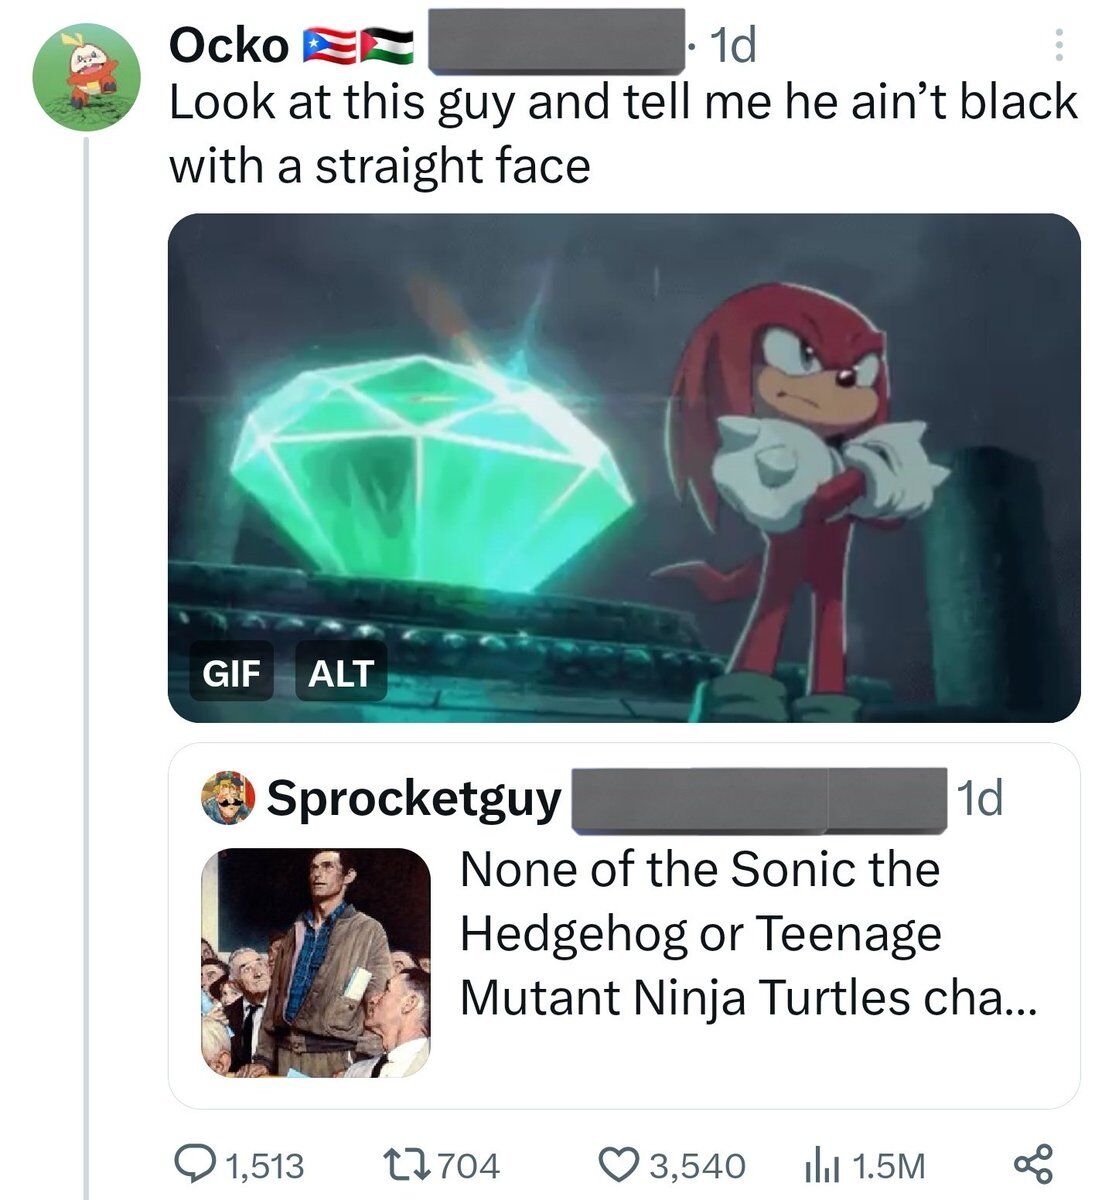 Ocko 🇵🇷🇵🇸 · 1d
Look at this guy and tell me he ain’t black
with a straight face
GIF ALT
Sprocketguy 1d
None of the Sonic the
Hedgehog or Teenage
Mutant Ninja Turtles cha...
1,513 704 3,540 1.5M